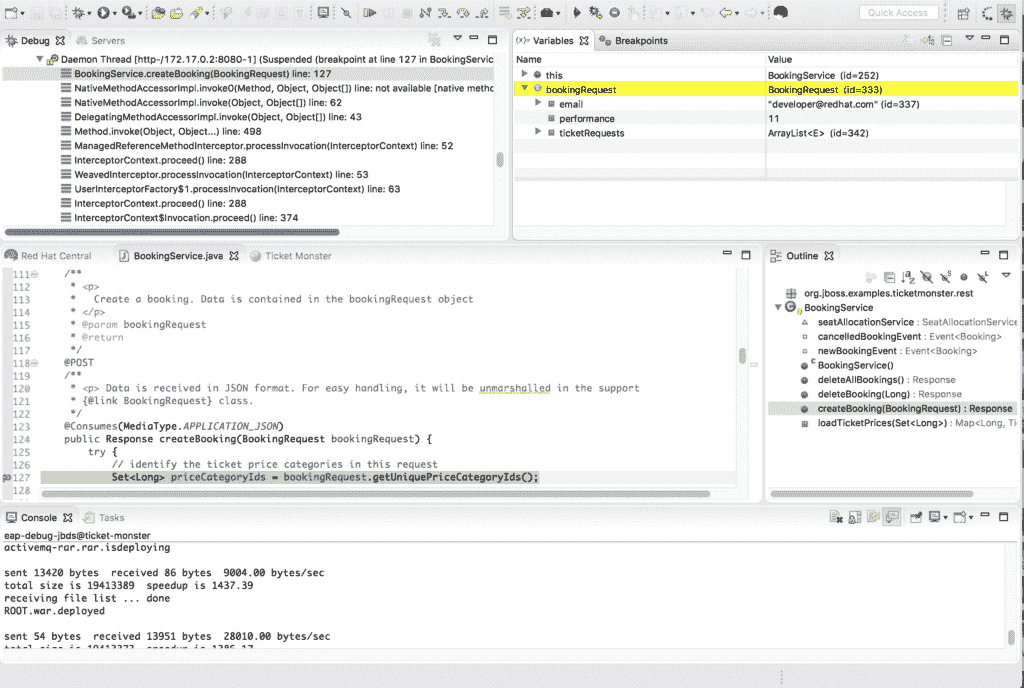 Quick Access
Debug
Servers
Daemon Thread [http-/172.17.0.2:8080-1] (Suspended (breakpoint at line 127 in BookingServic
BookingService.createBooking(BookingRequest) line: 127
NativeMethodAccessorImpl.invoke0(Method, Object, Object[]) line: not available [native metho
NativeMethodAccessorImpl.invoke(Object, Object[]) line: 62
DelegatingMethodAccessorImpl.invoke(Object, Object[]) line: 43
Method.invoke(Object, Object...) line: 498
ManagedReferenceMethodInterceptor.processInvocation(InterceptorContext) line: 52
InterceptorContext.proceed() line: 288
WeavedInterceptor.processInvocation(InterceptorContext) line: 53
UserInterceptorFactory$1.processInvocation(InterceptorContext) line: 63
InterceptorContext.proceed() line: 288
InterceptorContext$Invocation.proceed() line: 374
(x)= Variables
Breakpoints
Name Value
this BookingService (id=252)
bookingRequest BookingRequest (id=333)
email "developer@redhat.com" (id=337)
performance 11
ticketRequests ArrayList<E> (id=342)
Red Hat Central
BookingService.java
Ticket Monster
111 /**
112 * <p>
113 * Create a booking. Data is contained in the bookingRequest object
114 * </p>
115 * @param bookingRequest
116 * @return
117 */
118 @POST
119 /**
120 * <p> Data is received in JSON format. For easy handling, it will be unmarshalled in the support
121 * {@link BookingRequest} class.
122 */
123 @Consumes(MediaType.APPLICATION_JSON)
124 public Response createBooking(BookingRequest bookingRequest) {
125 try {
126 // identify the ticket price categories in this request
127 Set<Long> priceCategoryIds = bookingRequest.getUniquePriceCategoryIds();
128
Outline
org.jboss.examples.ticketmonster.rest
BookingService
seatAllocationService : SeatAllocationService
cancelledBookingEvent : Event<Booking>
newBookingEvent : Event<Booking>
BookingService()
deleteAllBookings() : Response
deleteBooking(Long) : Response
createBooking(BookingRequest) : Response
loadTicketPrices(Set<Long>) : Map<Long, Ti
Console
Tasks
eap-debug-jbds@ticket-monster
activemq-rar.rar.isdeploying
sent 13420 bytes received 86 bytes 9004.00 bytes/sec
total size is 19413389 speedup is 1437.39
receiving file list ... done
ROOT.war.deployed
sent 54 bytes received 13951 bytes 28010.00 bytes/sec
total size is 19413373 speedup is 1386.17